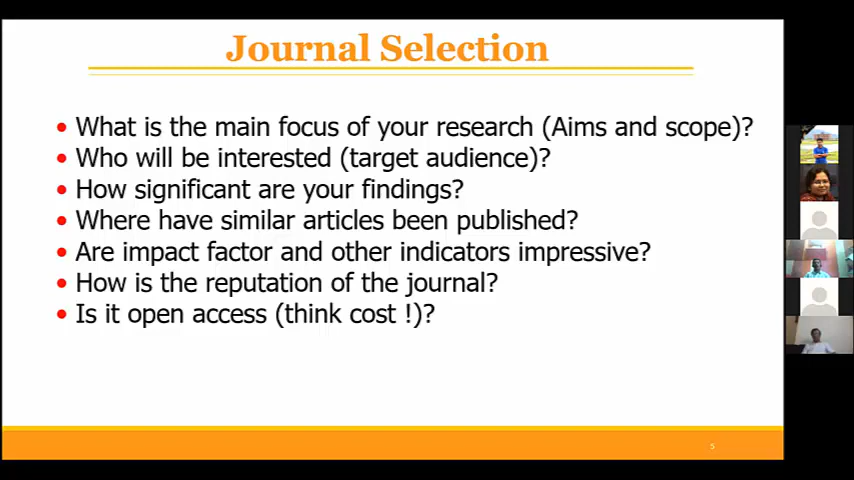 Journal Selection
• What is the main focus of your research (Aims and scope)?
• Who will be interested (target audience)?
• How significant are your findings?
• Where have similar articles been published?
• Are impact factor and other indicators impressive?
• How is the reputation of the journal?
• Is it open access (think cost !)?
5